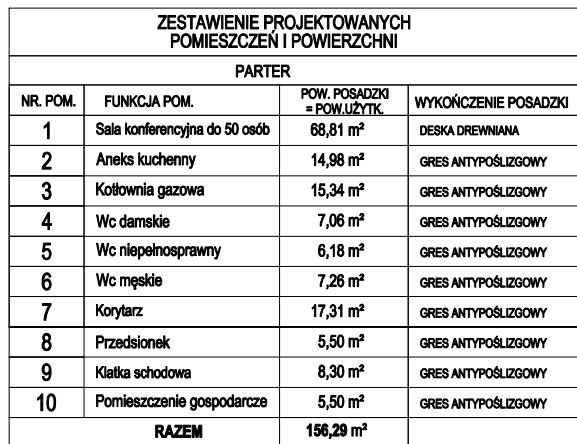 ZESTAWIENIE PROJEKTOWANYCH
POMIESZCZEŃ I POWIERZCHNI
PARTER
NR. POM. FUNKCJA POM. POW. POSADZKI = POW.UŻYTK. WYKOŃCZENIE POSADZKI
1 Sala konferencyjna do 50 osób 68,81 m² DESKA DREWNIANA
2 Aneks kuchenny 14,98 m² GRES ANTYPOŚLIZGOWY
3 Kotłownia gazowa 15,34 m² GRES ANTYPOŚLIZGOWY
4 Wc damskie 7,06 m² GRES ANTYPOŚLIZGOWY
5 Wc niepełnosprawny 6,18 m² GRES ANTYPOŚLIZGOWY
6 Wc męskie 7,26 m² GRES ANTYPOŚLIZGOWY
7 Korytarz 17,31 m² GRES ANTYPOŚLIZGOWY
8 Przedsionek 5,50 m² GRES ANTYPOŚLIZGOWY
9 Klatka schodowa 8,30 m² GRES ANTYPOŚLIZGOWY
10 Pomieszczenie gospodarcze 5,50 m² GRES ANTYPOŚLIZGOWY
RAZEM 156,29 m²